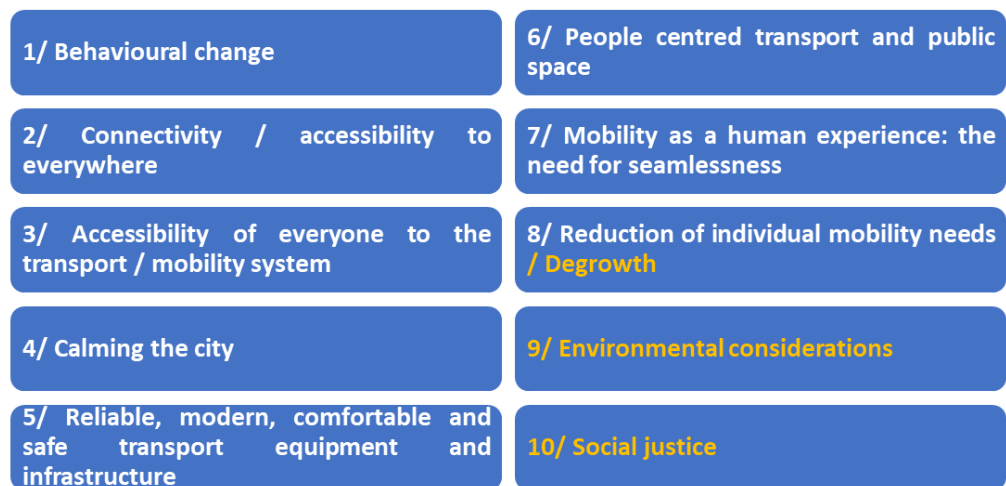 1/ Behavioural change
2/ Connectivity / accessibility to
everywhere
3/ Accessibility of everyone to the
transport / mobility system
4/ Calming the city
5/ Reliable, modern, comfortable and
safe transport equipment and
infrastructure
6/ People centred transport and public
space
7/ Mobility as a human experience: the
need for seamlessness
8/ Reduction of individual mobility needs
/ Degrowth
9/ Environmental considerations
10/ Social justice